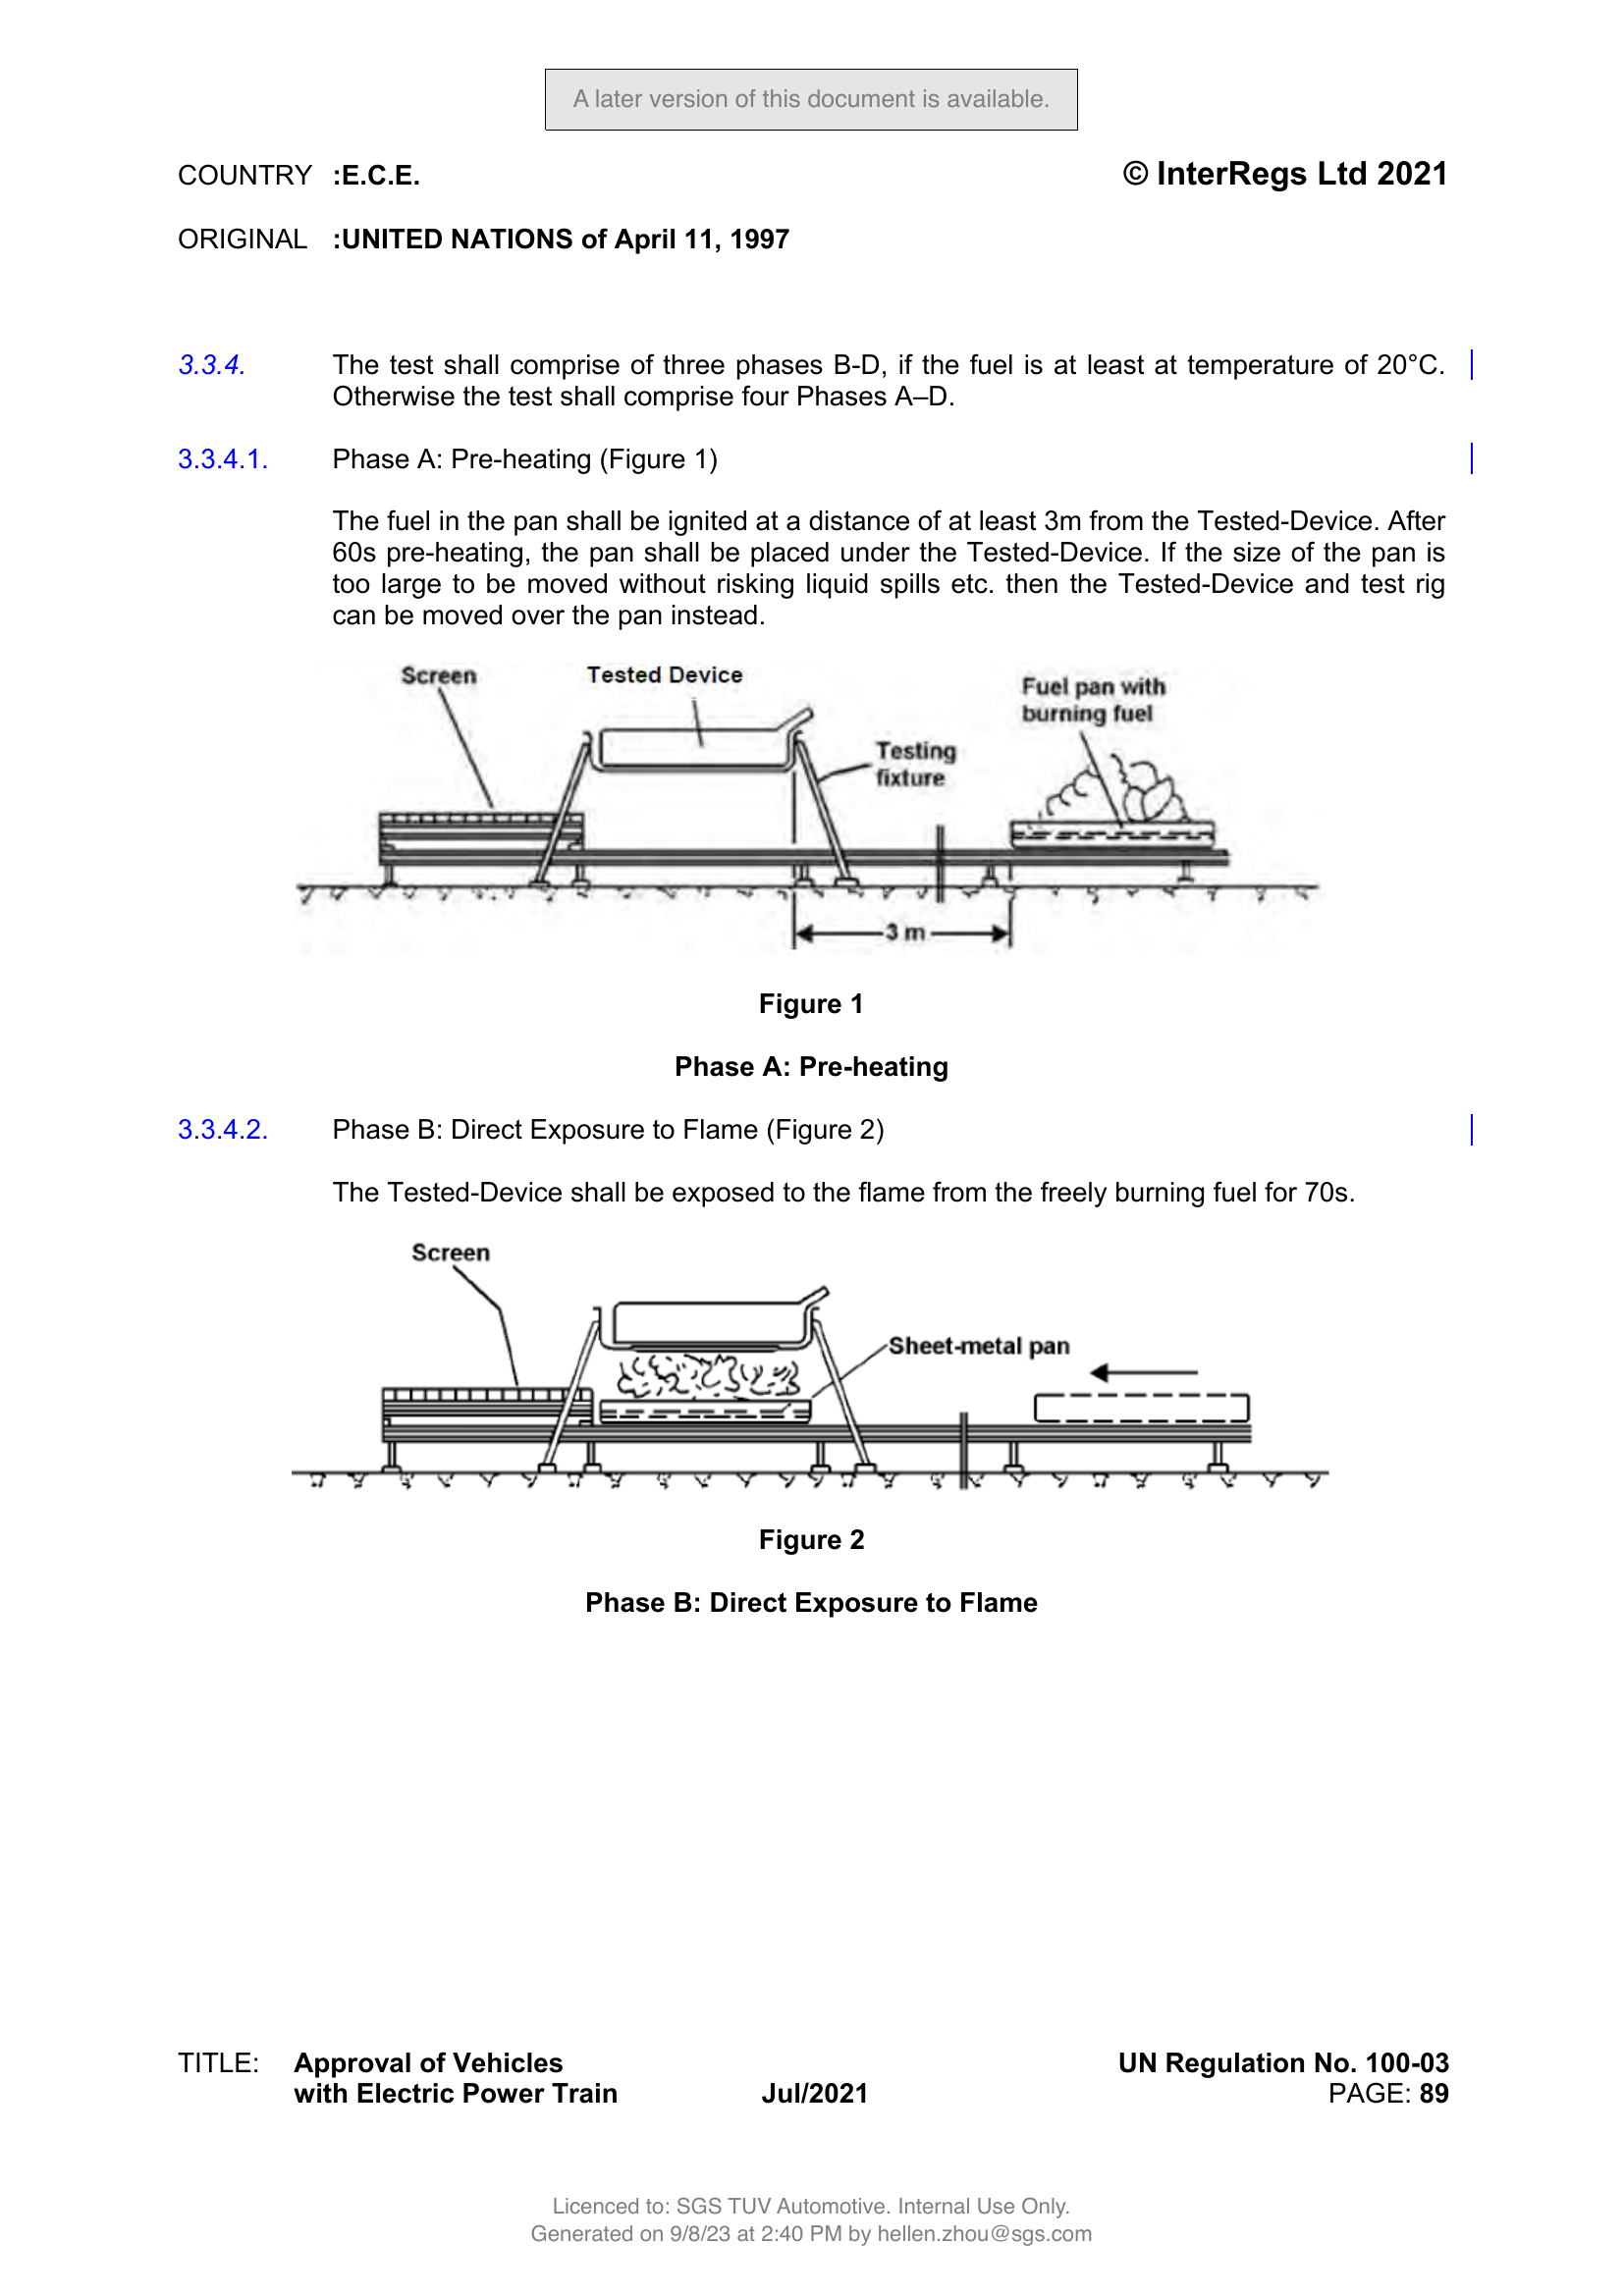 A later version of this document is available.
COUNTRY :E.C.E. © InterRegs Ltd 2021
ORIGINAL :UNITED NATIONS of April 11, 1997
3.3.4. The test shall comprise of three phases B-D, if the fuel is at least at temperature of 20°C.
Otherwise the test shall comprise four Phases A–D.
3.3.4.1. Phase A: Pre-heating (Figure 1)
The fuel in the pan shall be ignited at a distance of at least 3m from the Tested-Device. After
60s pre-heating, the pan shall be placed under the Tested-Device. If the size of the pan is
too large to be moved without risking liquid spills etc. then the Tested-Device and test rig
can be moved over the pan instead.
Screen
Tested Device
Fuel pan with
burning fuel
Testing
fixture
3 m
Figure 1
Phase A: Pre-heating
3.3.4.2. Phase B: Direct Exposure to Flame (Figure 2)
The Tested-Device shall be exposed to the flame from the freely burning fuel for 70s.
Screen
Sheet-metal pan
Figure 2
Phase B: Direct Exposure to Flame
TITLE: Approval of Vehicles UN Regulation No. 100-03
with Electric Power Train Jul/2021 PAGE: 89
Licenced to: SGS TUV Automotive. Internal Use Only.
Generated on 9/8/23 at 2:40 PM by hellen.zhou@sgs.com